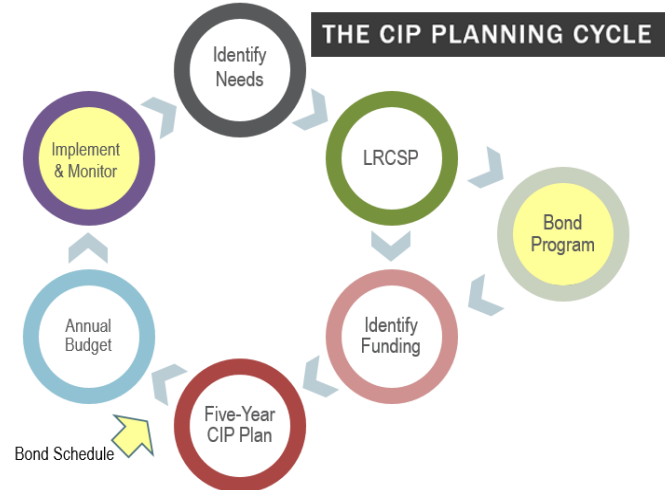 THE CIP PLANNING CYCLE
Identify
Needs
LRCSP
Bond
Program
Identify
Funding
Five-Year
CIP Plan
Annual
Budget
Implement
& Monitor
Bond Schedule